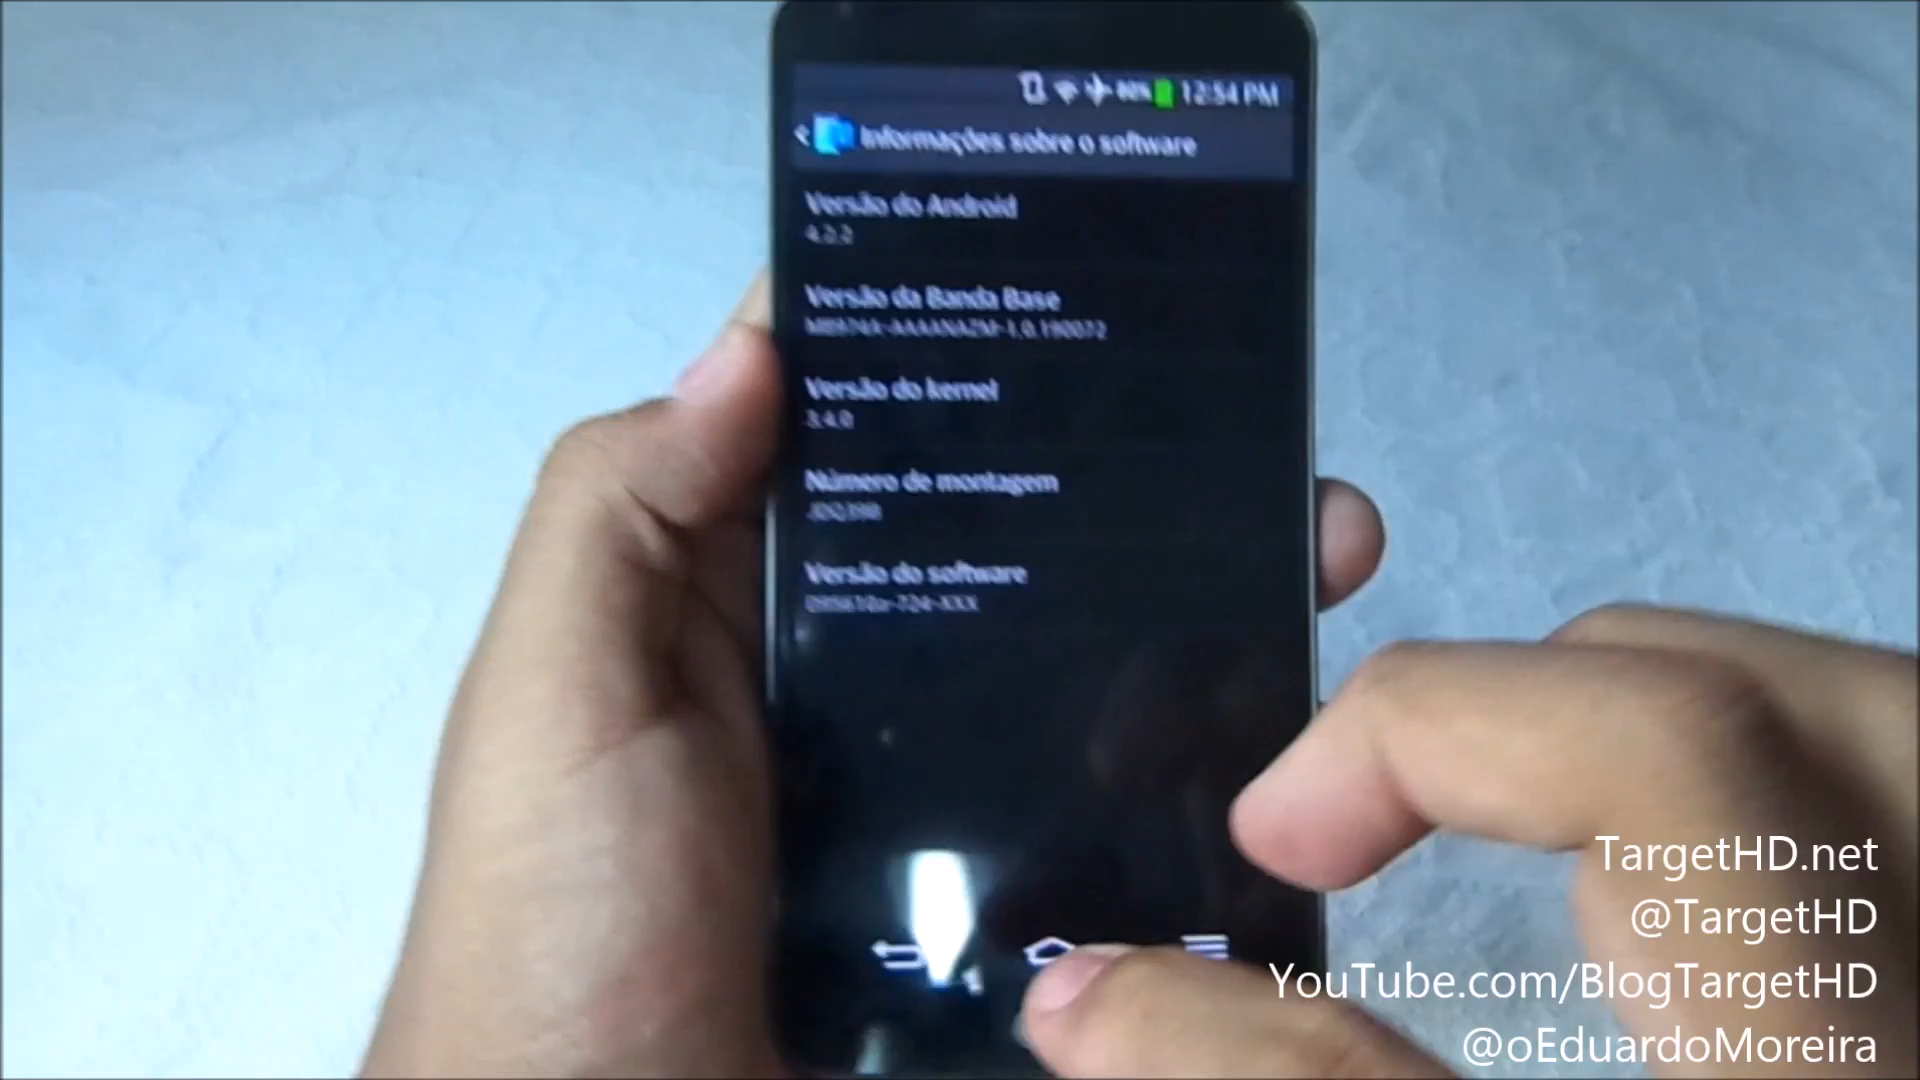 12:54 PM
Informações sobre o software
Versão do Android
4.2.2
Versão da Banda Base
Versão do kernel
3.4.0
Número de montagem
JDQ39B
Versão do software
TargetHD.net
@TargetHD
YouTube.com/BlogTargetHD
@oEduardoMoreira